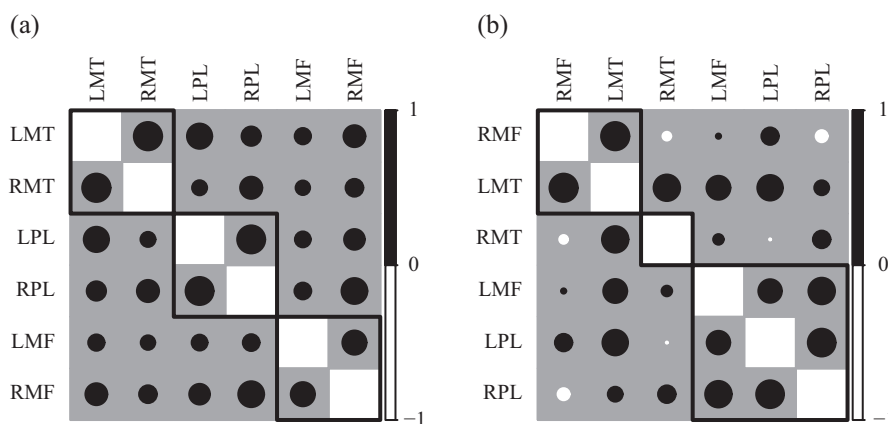 (a)
LMT RMT LPL RPL LMF RMF
LMT
RMT
LPL
RPL
LMF
RMF
1
0
−1
(b)
RMF LMT RMT LMF LPL RPL
RMF
LMT
RMT
LMF
LPL
RPL
1
0
−